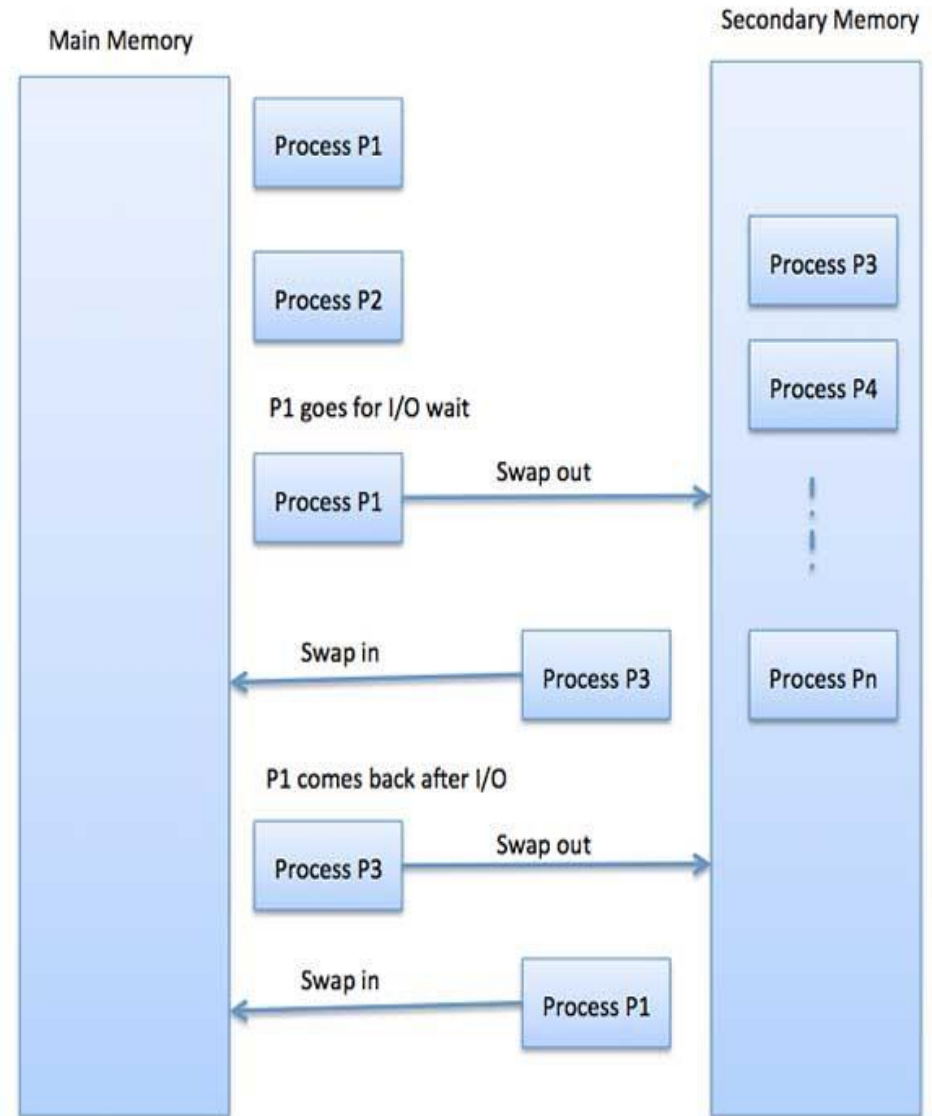 Main Memory
Secondary Memory
Process P1
Process P2
Process P3
Process P4
P1 goes for I/O wait
Process P1
Swap out
Swap in
Process P3
Process Pn
P1 comes back after I/O
Process P3
Swap out
Swap in
Process P1